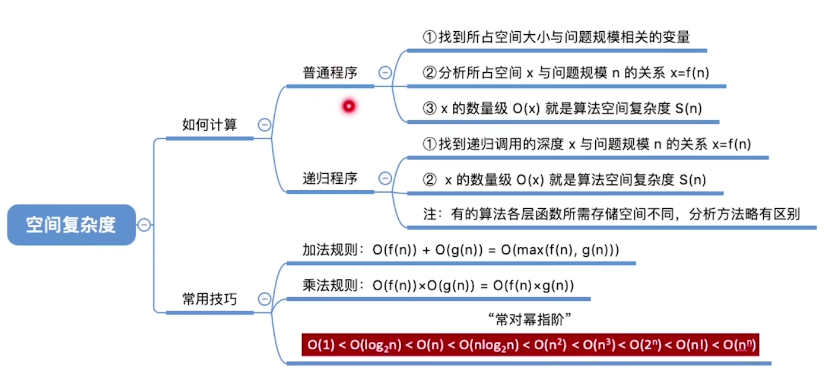 空间复杂度
如何计算
普通程序
①找到所占空间大小与问题规模相关的变量
②分析所占空间 x 与问题规模 n 的关系 x=f(n)
③ x 的数量级 O(x) 就是算法空间复杂度 S(n)
递归程序
①找到递归调用的深度 x 与问题规模 n 的关系 x=f(n)
② x 的数量级 O(x) 就是算法空间复杂度 S(n)
注：有的算法各层函数所需存储空间不同，分析方法略有区别
常用技巧
加法规则：O(f(n)) + O(g(n)) = O(max(f(n), g(n)))
乘法规则：O(f(n))×O(g(n)) = O(f(n)×g(n))
“常对幂指阶”
O(1) < O(log₂n) < O(n) < O(nlog₂n) < O(n²) < O(n³) < O(2ⁿ) < O(n!) < O(nⁿ)